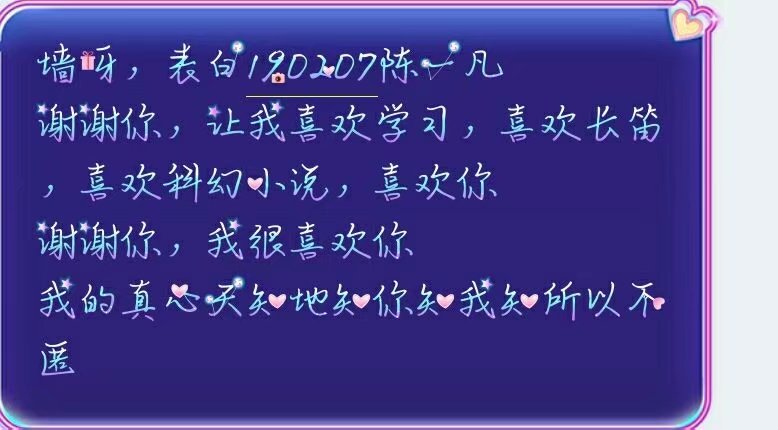 墙呀，表白190207陈一凡
谢谢你，让我喜欢学习，喜欢长笛
，喜欢科幻小说，喜欢你
谢谢你，我很喜欢你
我的真心天知地知你知我知所以不
匿